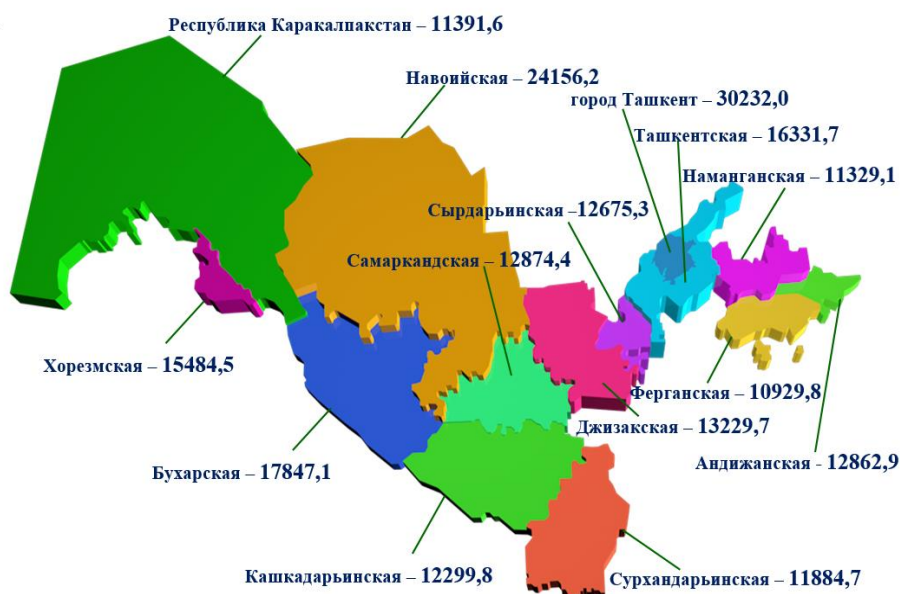 Республика Каракалпакстан – 11391,6
Навоийская – 24156,2
город Ташкент – 30232,0
Ташкентская – 16331,7
Наманганская – 11329,1
Сырдарьинская –12675,3
Самаркандская – 12874,4
Хорезмская – 15484,5
Ферганская – 10929,8
Джизакская – 13229,7
Андижанская - 12862,9
Бухарская – 17847,1
Кашкадарьинская – 12299,8
Сурхандарьинская – 11884,7